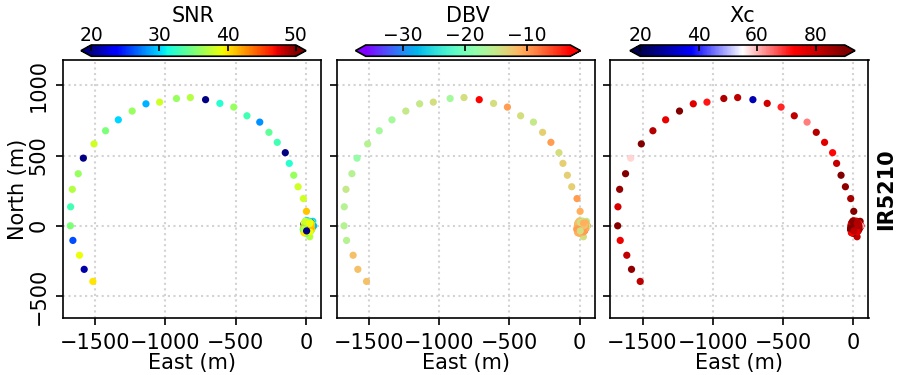 SNR DBV Xc
20 30 40 50 −30 −20 −10 20 40 60 80
1000
500
0
−500
North (m)
IR5210
−1500 −1000 −500 0 −1500 −1000 −500 0 −1500 −1000 −500 0
East (m) East (m) East (m)